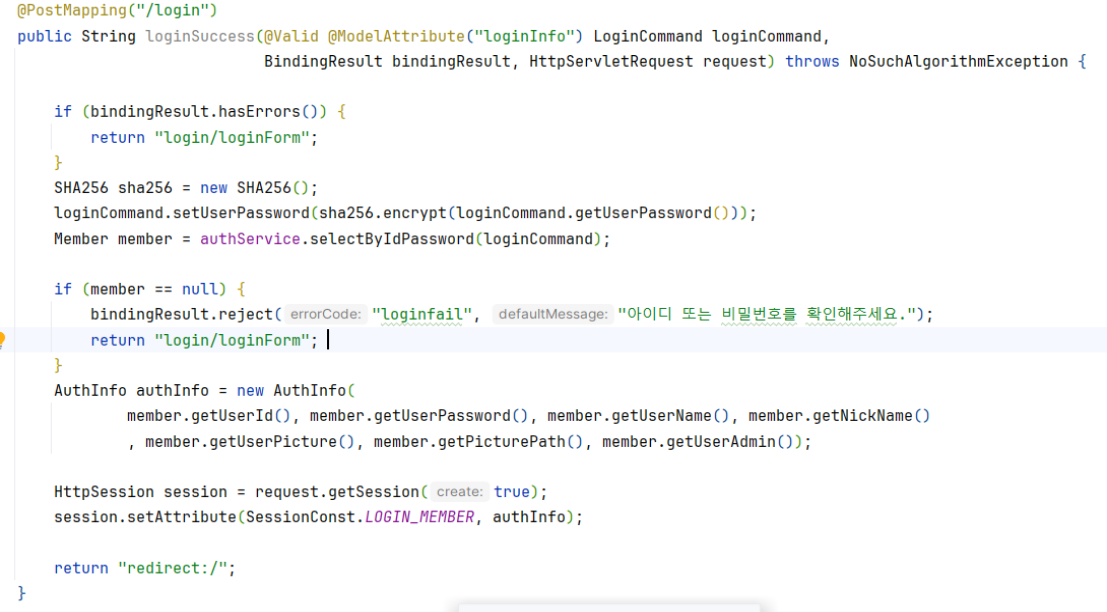 @PostMapping("/login")
public String loginSuccess(@Valid @ModelAttribute("loginInfo") LoginCommand loginCommand,
BindingResult bindingResult, HttpServletRequest request) throws NoSuchAlgorithmException {
if (bindingResult.hasErrors()) {
return "login/loginForm";
}
SHA256 sha256 = new SHA256();
loginCommand.setUserPassword(sha256.encrypt(loginCommand.getUserPassword()));
Member member = authService.selectByIdPassword(loginCommand);
if (member == null) {
bindingResult.reject( errorCode: "loginfail", defaultMessage: "아이디 또는 비밀번호를 확인해주세요.");
return "login/loginForm";
}
AuthInfo authInfo = new AuthInfo(
member.getUserId(), member.getUserPassword(), member.getUserName(), member.getNickName()
, member.getUserPicture(), member.getPicturePath(), member.getUserAdmin());
HttpSession session = request.getSession( create: true);
session.setAttribute(SessionConst.LOGIN_MEMBER, authInfo);
return "redirect:/";
}